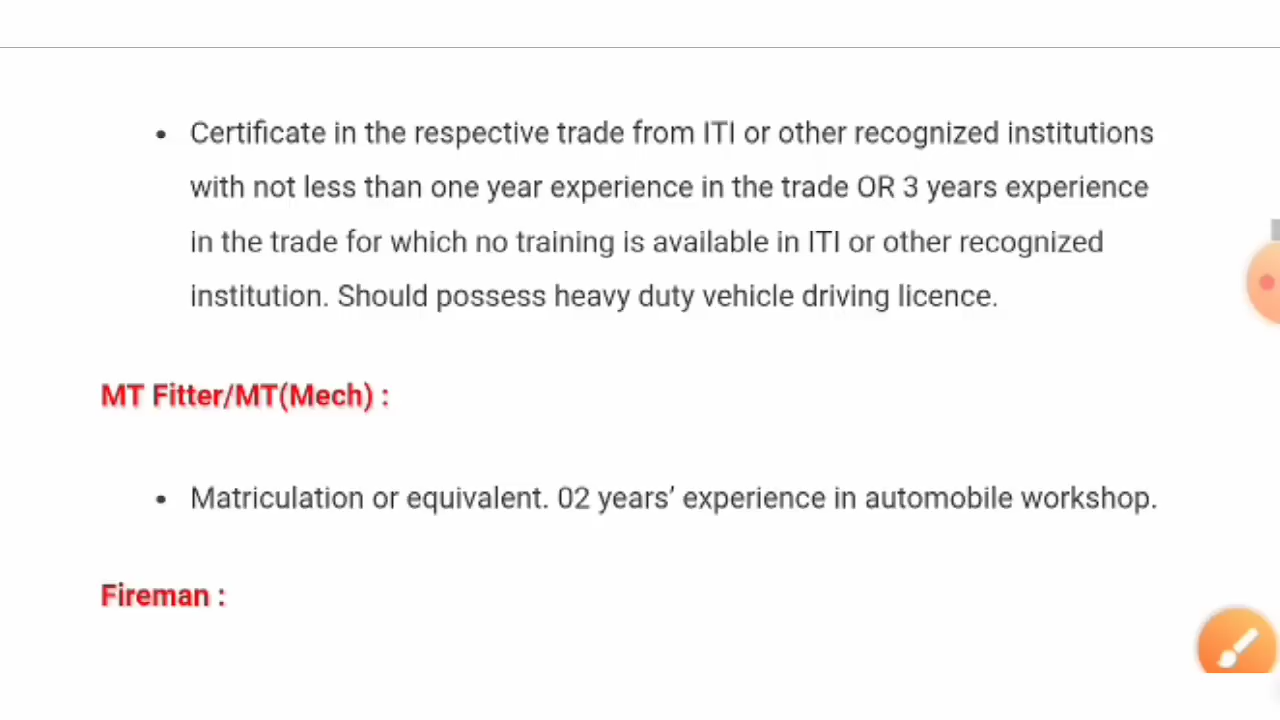 • Certificate in the respective trade from ITI or other recognized institutions
with not less than one year experience in the trade OR 3 years experience
in the trade for which no training is available in ITI or other recognized
institution. Should possess heavy duty vehicle driving licence.
MT Fitter/MT(Mech) :
• Matriculation or equivalent. 02 years’ experience in automobile workshop.
Fireman :